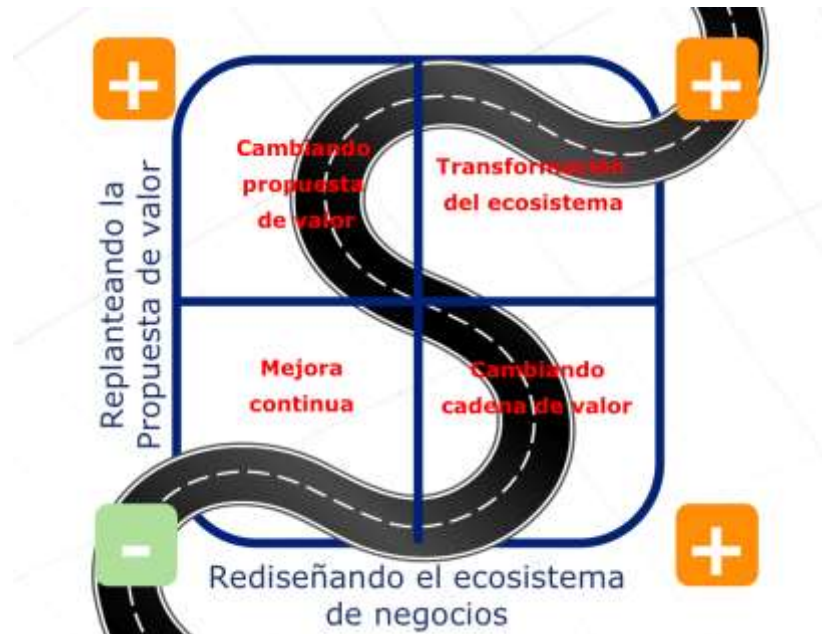 +
+
Cambiando
propuesta
de valor
Transformación
del ecosistema
Replanteando la
Propuesta de valor
Mejora
continua
Cambiando
cadena de valor
-
+
Rediseñando el ecosistema
de negocios